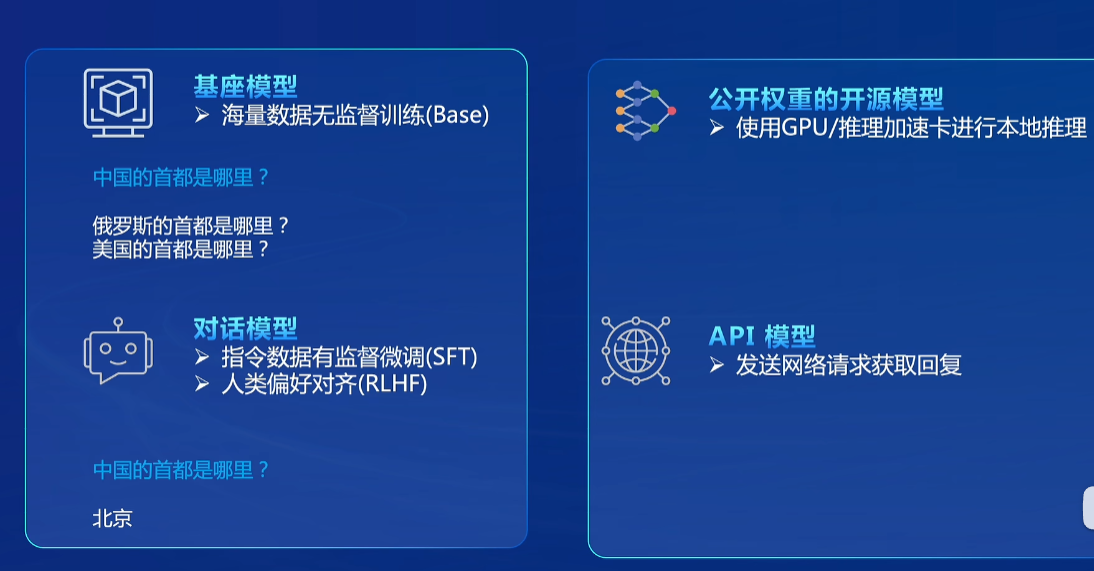 基座模型
➢ 海量数据无监督训练(Base)
中国的首都是哪里？
俄罗斯的首都是哪里？
美国的首都是哪里？
对话模型
➢ 指令数据有监督微调(SFT)
➢ 人类偏好对齐(RLHF)
中国的首都是哪里？
北京
公开权重的开源模型
➢ 使用GPU/推理加速卡进行本地推理
API 模型
➢ 发送网络请求获取回复